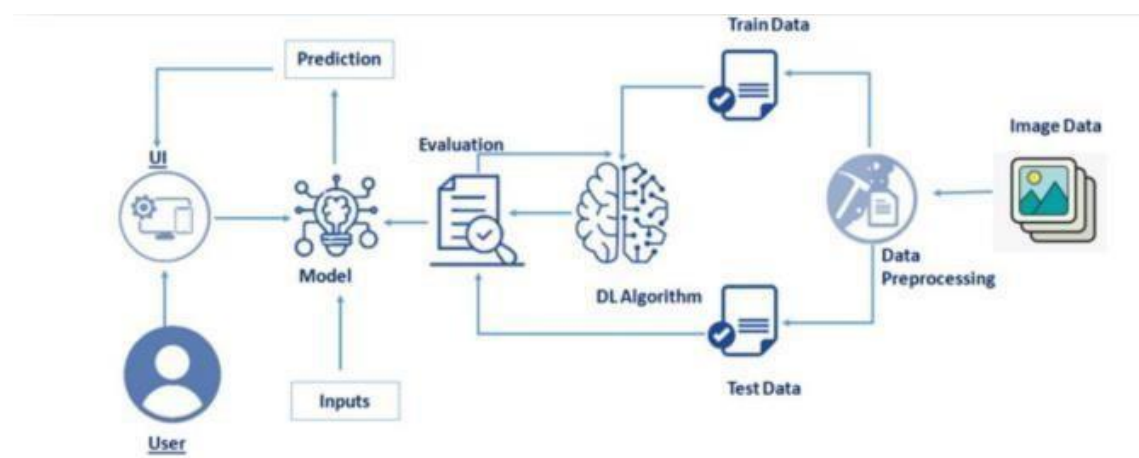 Train Data
Prediction
Image Data
Evaluation
UI
Model
Data
Preprocessing
DL Algorithm
Inputs
Test Data
User